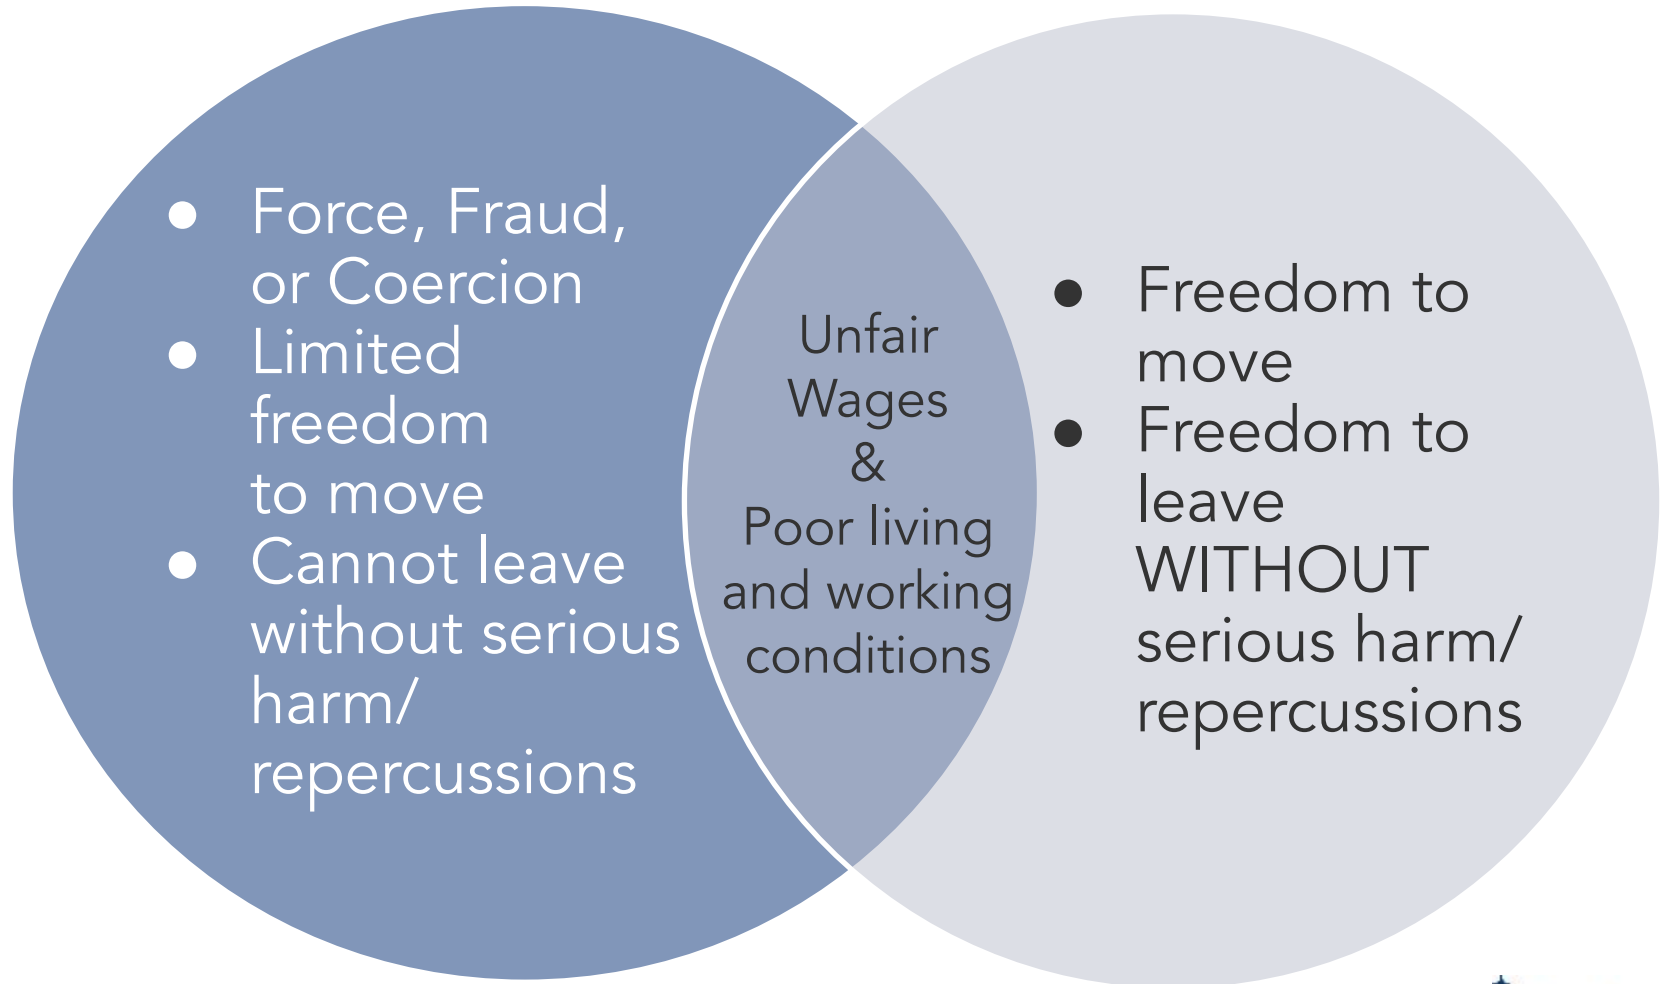 ● Force, Fraud,
or Coercion
● Limited
freedom
to move
● Cannot leave
without serious
harm/
repercussions
Unfair
Wages
&
Poor living
and working
conditions
● Freedom to
move
● Freedom to
leave
WITHOUT
serious harm/
repercussions